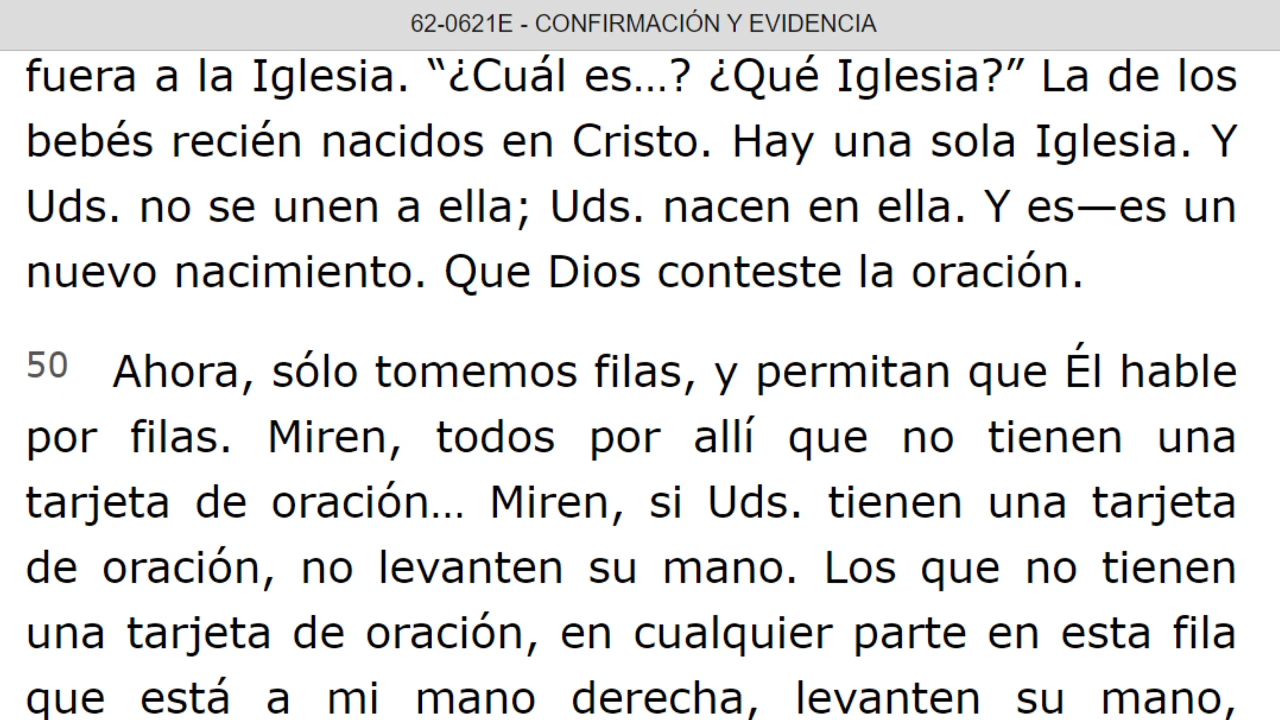 62-0621E - CONFIRMACIÓN Y EVIDENCIA
fuera a la Iglesia. “¿Cuál es…? ¿Qué Iglesia?” La de los
bebés recién nacidos en Cristo. Hay una sola Iglesia. Y
Uds. no se unen a ella; Uds. nacen en ella. Y es—es un
nuevo nacimiento. Que Dios conteste la oración.
50 Ahora, sólo tomemos filas, y permitan que Él hable
por filas. Miren, todos por allí que no tienen una
tarjeta de oración… Miren, si Uds. tienen una tarjeta
de oración, no levanten su mano. Los que no tienen
una tarjeta de oración, en cualquier parte en esta fila
que está a mi mano derecha, levanten su mano,